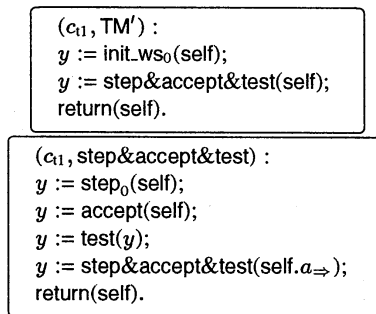 (c_{t1}, TM′) :
y := init_ws₀(self);
y := step&accept&test(self);
return(self).
(c_{t1}, step&accept&test) :
y := step₀(self);
y := accept(self);
y := test(y);
y := step&accept&test(self.a_⇒);
return(self).